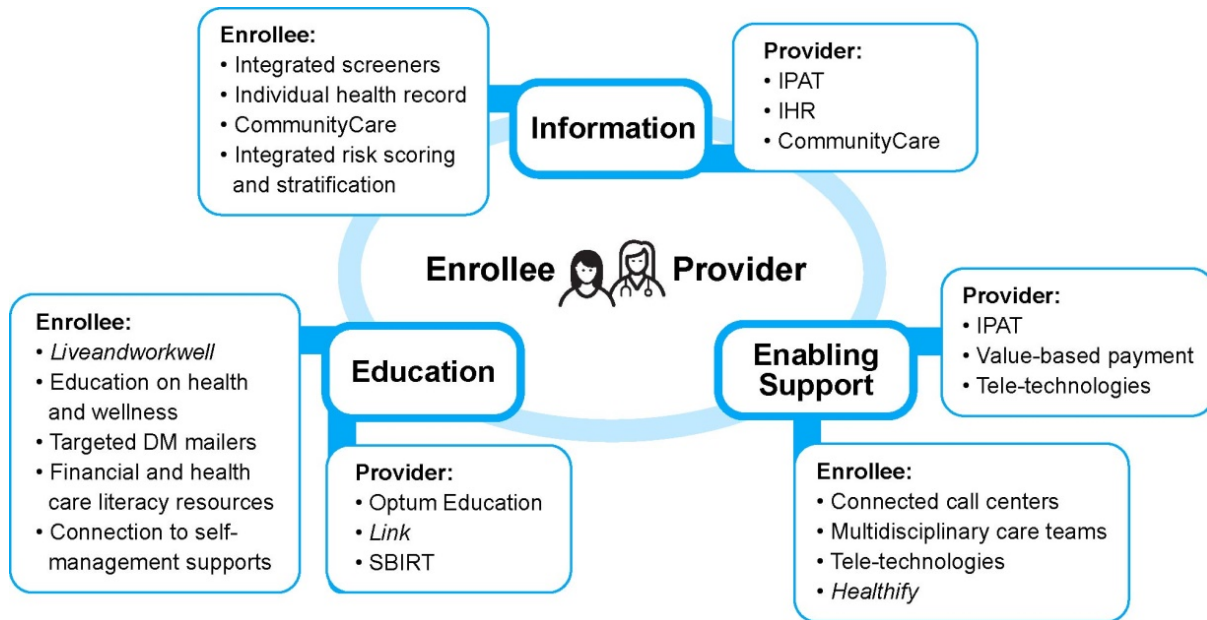 Enrollee:
• Integrated screeners
• Individual health record
• CommunityCare
• Integrated risk scoring
and stratification
Information
Provider:
• IPAT
• IHR
• CommunityCare
Enrollee
Provider
Enrollee:
• Liveandworkwell
• Education on health
and wellness
• Targeted DM mailers
• Financial and health
care literacy resources
• Connection to self-
management supports
Education
Provider:
• Optum Education
• Link
• SBIRT
Enabling
Support
Provider:
• IPAT
• Value-based payment
• Tele-technologies
Enrollee:
• Connected call centers
• Multidisciplinary care teams
• Tele-technologies
• Healthify